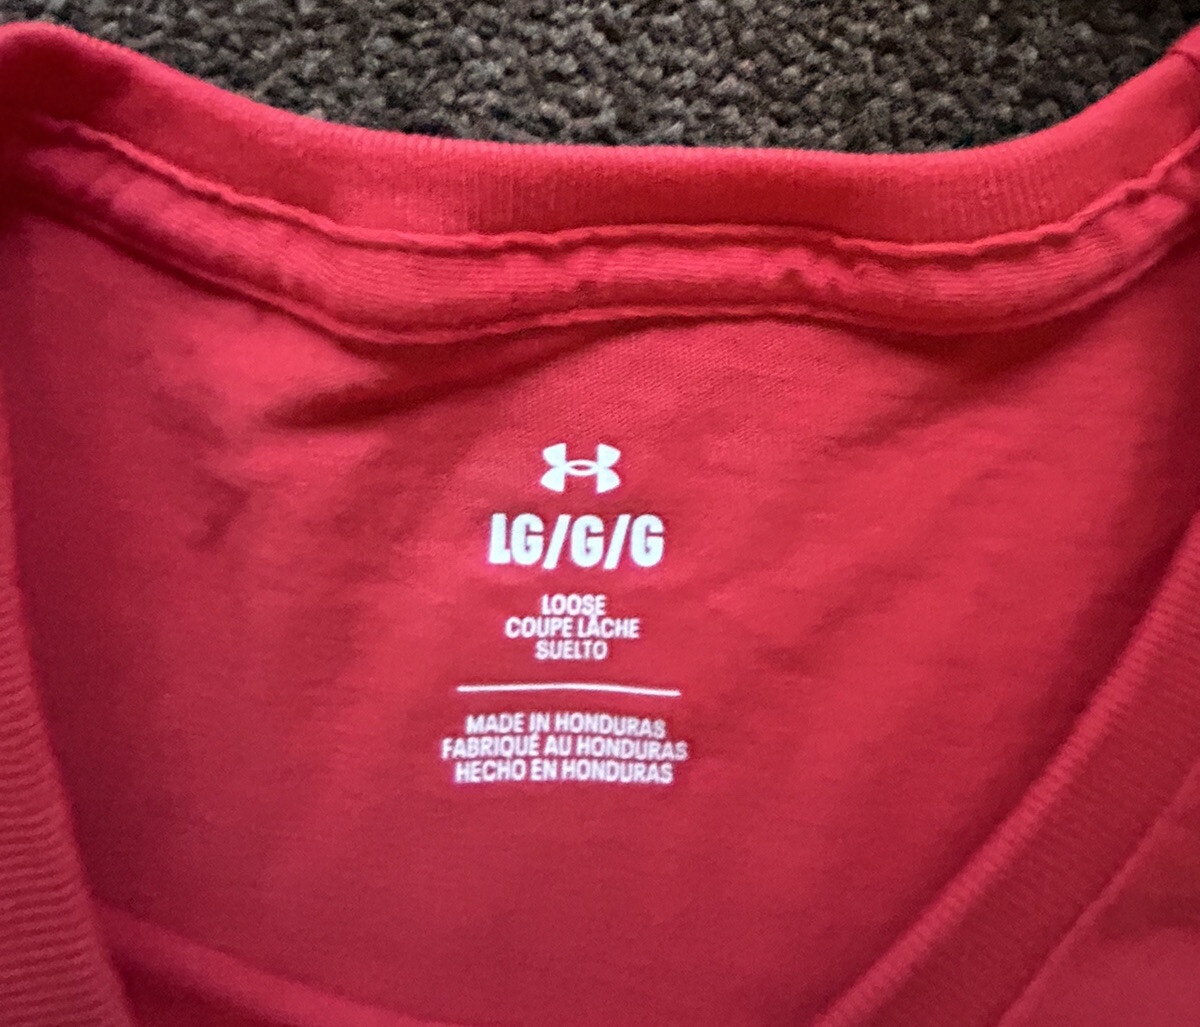 LG/G/G
LOOSE
COUPE LÂCHE
SUELTO
MADE IN HONDURAS
FABRIQUÉ AU HONDURAS
HECHO EN HONDURAS